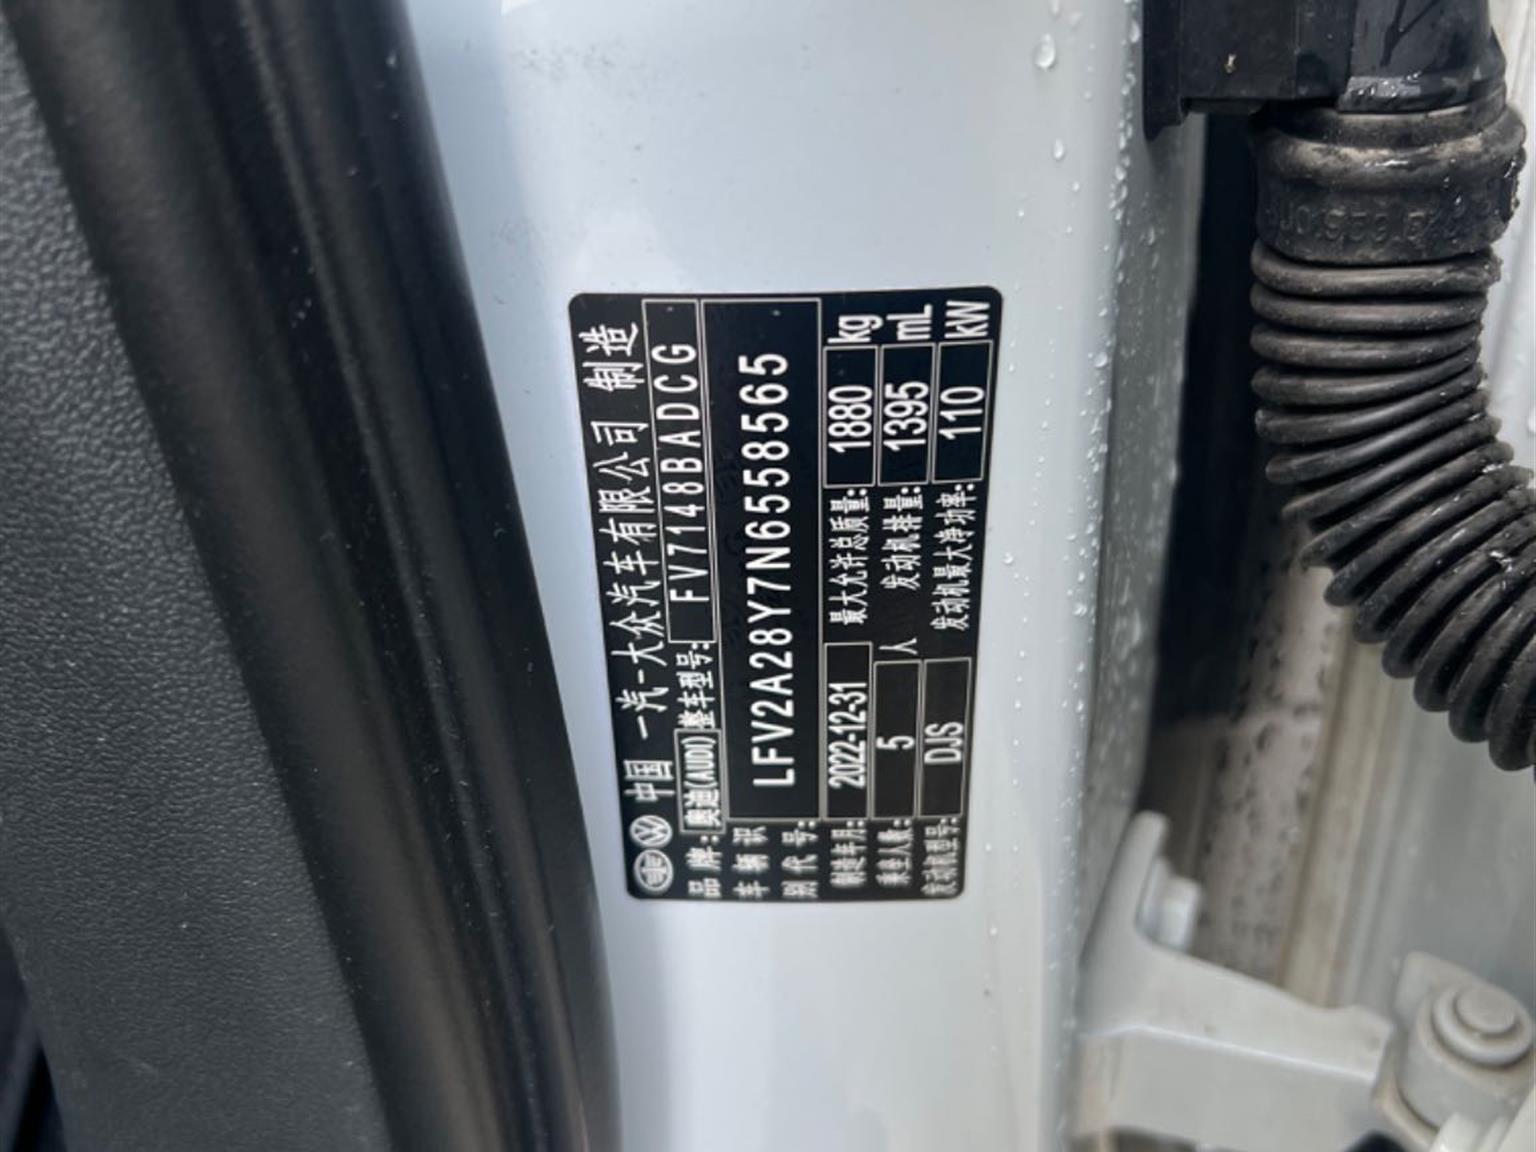 中国 一汽-大众汽车有限公司 制造
品牌: 奥迪(AUDI) 整车型号: FV7148BADCG
车辆识别代号: LFV2A28Y7N6558565
制造年月: 2022-12-31 最大允许总质量: 1880 kg
乘坐人数: 5 人 发动机排量: 1395 mL
发动机型号: DJS 发动机最大净功率: 110 kW